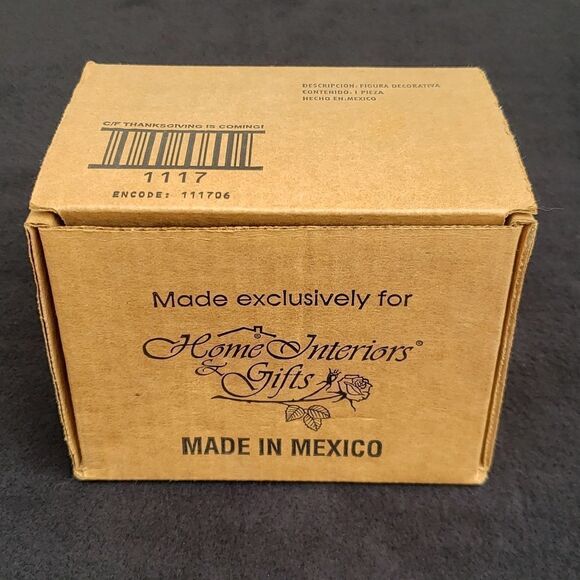 DESCRIPCION: FIGURA DECORATIVA
CONTENIDO: 1 PIEZA
HECHO EN: MEXICO
C/F THANKSGIVING IS COMING!
1117
ENCODE: 111706
Made exclusively for
Home Interiors®
& Gifts
MADE IN MEXICO